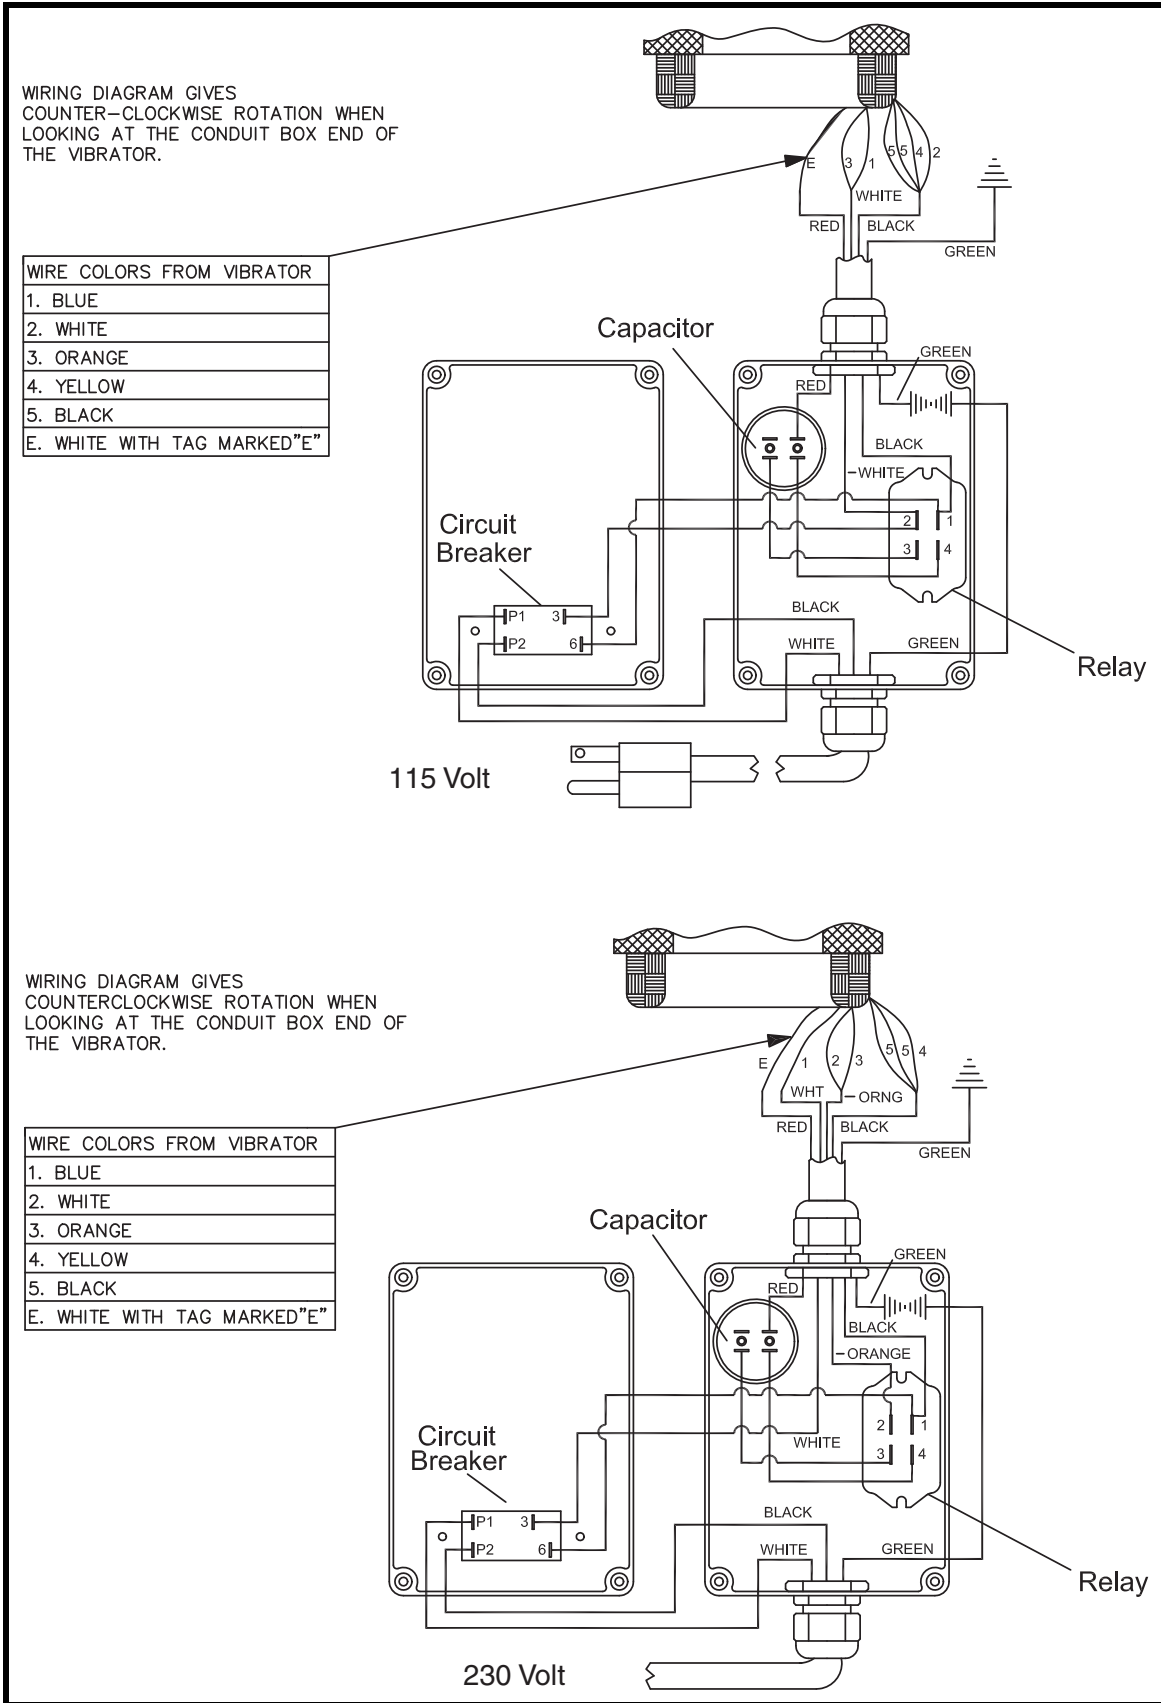 WIRING DIAGRAM GIVES
COUNTER-CLOCKWISE ROTATION WHEN
LOOKING AT THE CONDUIT BOX END OF
THE VIBRATOR.
E 3 1 5 5 4 2
WHITE
RED BLACK
GREEN
WIRE COLORS FROM VIBRATOR
1. BLUE
2. WHITE
3. ORANGE
4. YELLOW
5. BLACK
E. WHITE WITH TAG MARKED"E"
Capacitor
GREEN
RED
BLACK
-WHITE
Circuit
Breaker
2 1
3 4
P1 3
P2 6
BLACK
WHITE
GREEN
Relay
115 Volt
WIRING DIAGRAM GIVES
COUNTERCLOCKWISE ROTATION WHEN
LOOKING AT THE CONDUIT BOX END OF
THE VIBRATOR.
E 1 2 3 5 5 4
WHT -ORNG
RED BLACK
GREEN
WIRE COLORS FROM VIBRATOR
1. BLUE
2. WHITE
3. ORANGE
4. YELLOW
5. BLACK
E. WHITE WITH TAG MARKED"E"
Capacitor
GREEN
RED
BLACK
-ORANGE
Circuit
Breaker
WHITE
2 1
3 4
P1 3
P2 6
BLACK
WHITE
GREEN
Relay
230 Volt